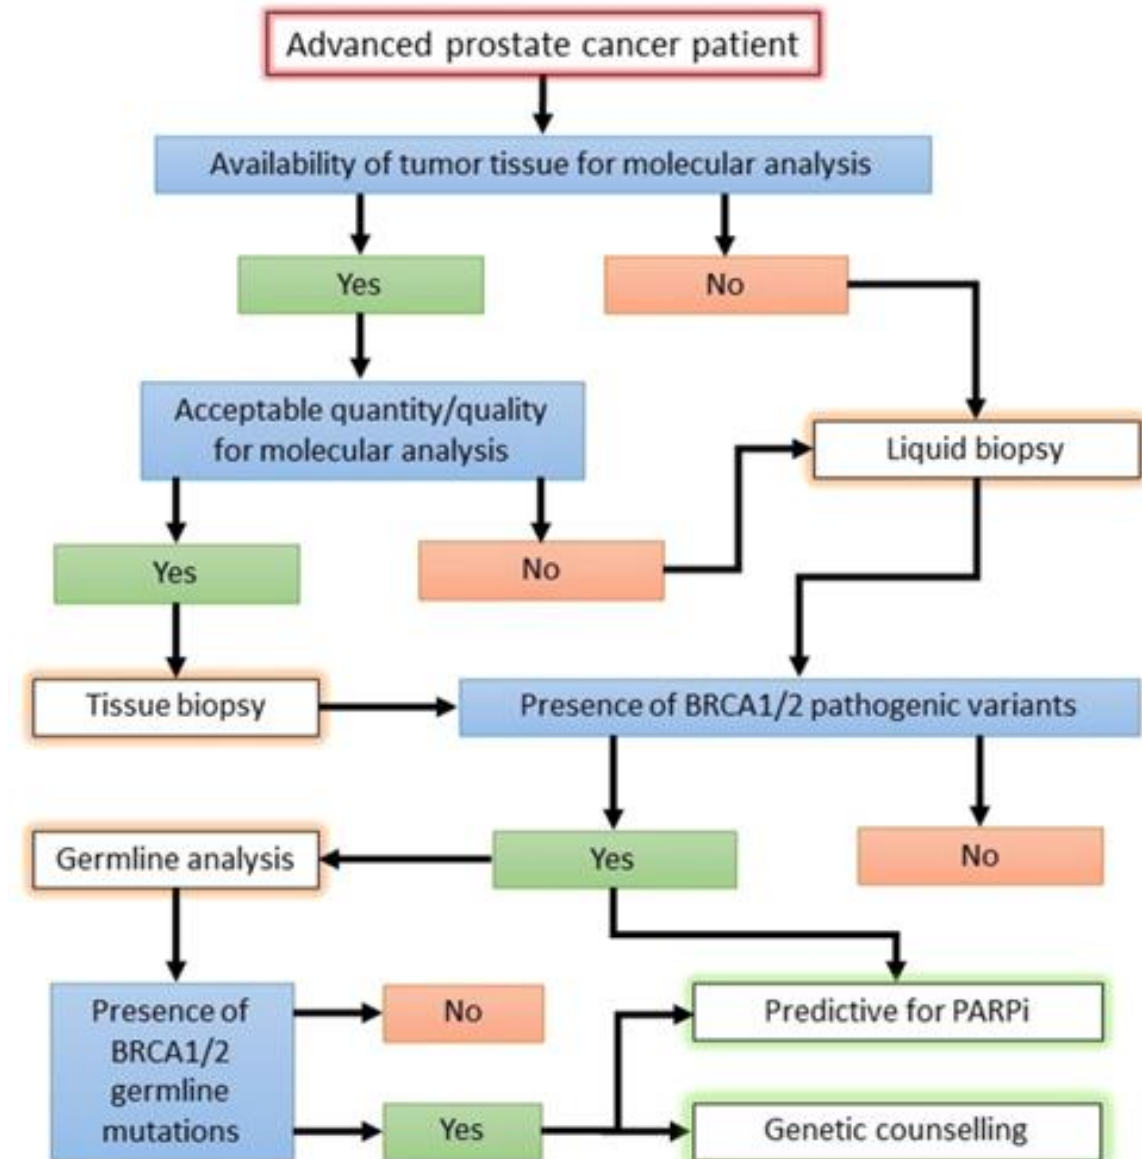 Advanced prostate cancer patient
Availability of tumor tissue for molecular analysis
Yes
No
Acceptable quantity/quality
for molecular analysis
Liquid biopsy
Yes
No
Tissue biopsy
Presence of BRCA1/2 pathogenic variants
Germline analysis
Yes
No
Presence of
BRCA1/2
germline
mutations
No
Predictive for PARPi
Yes
Genetic counselling